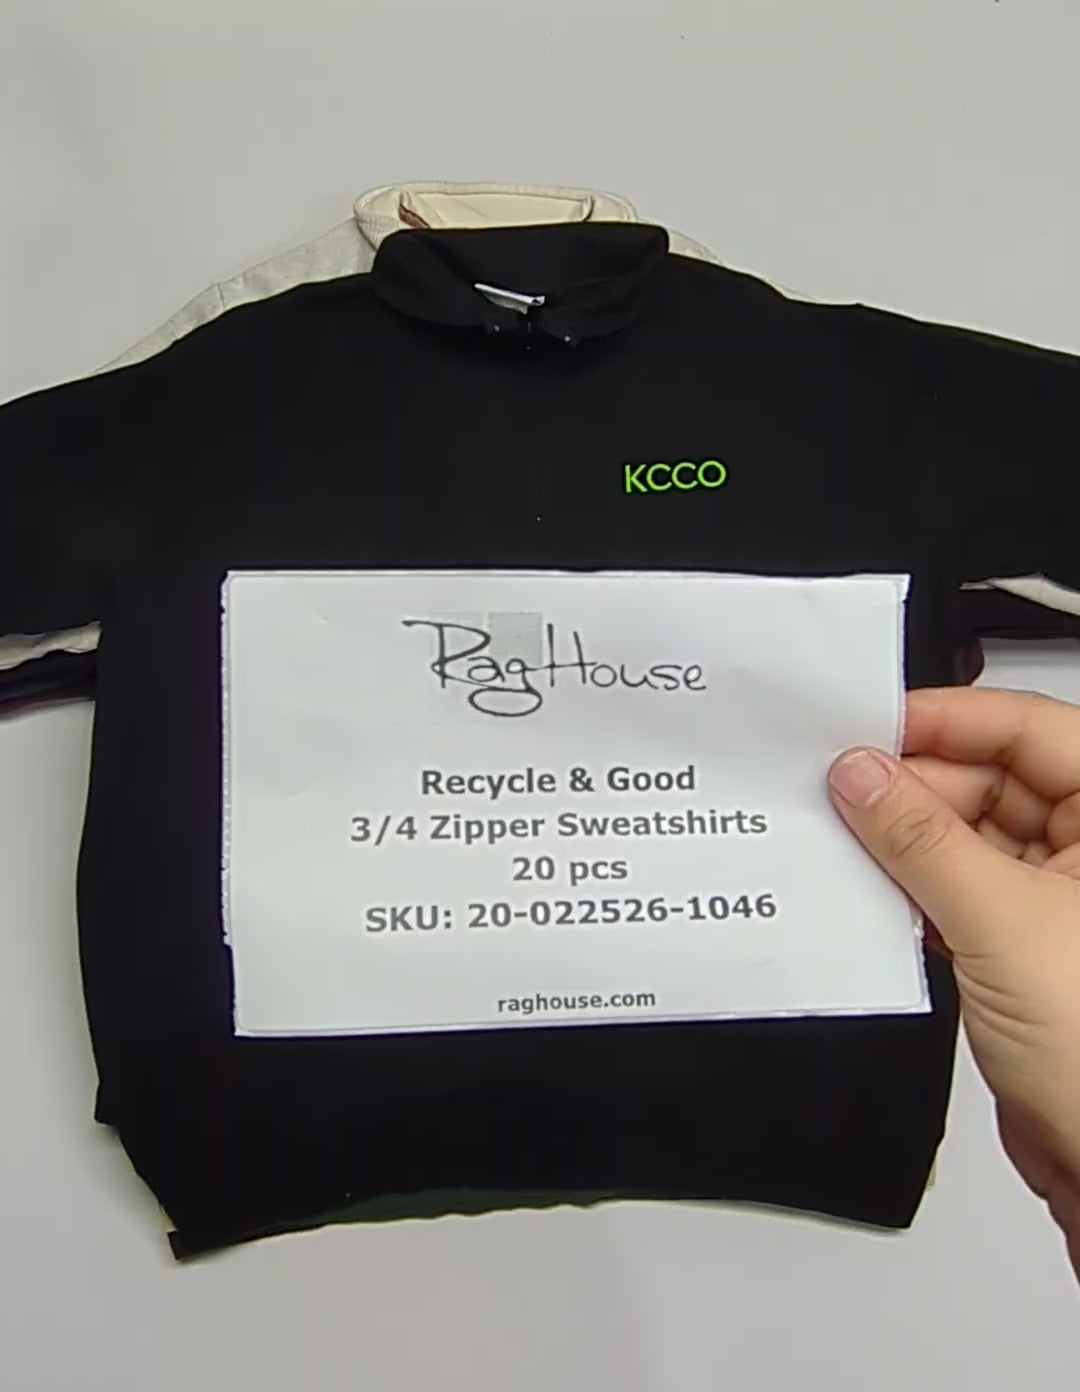 KCCO
RagHouse
Recycle & Good
3/4 Zipper Sweatshirts
20 pcs
SKU: 20-022526-1046
raghouse.com